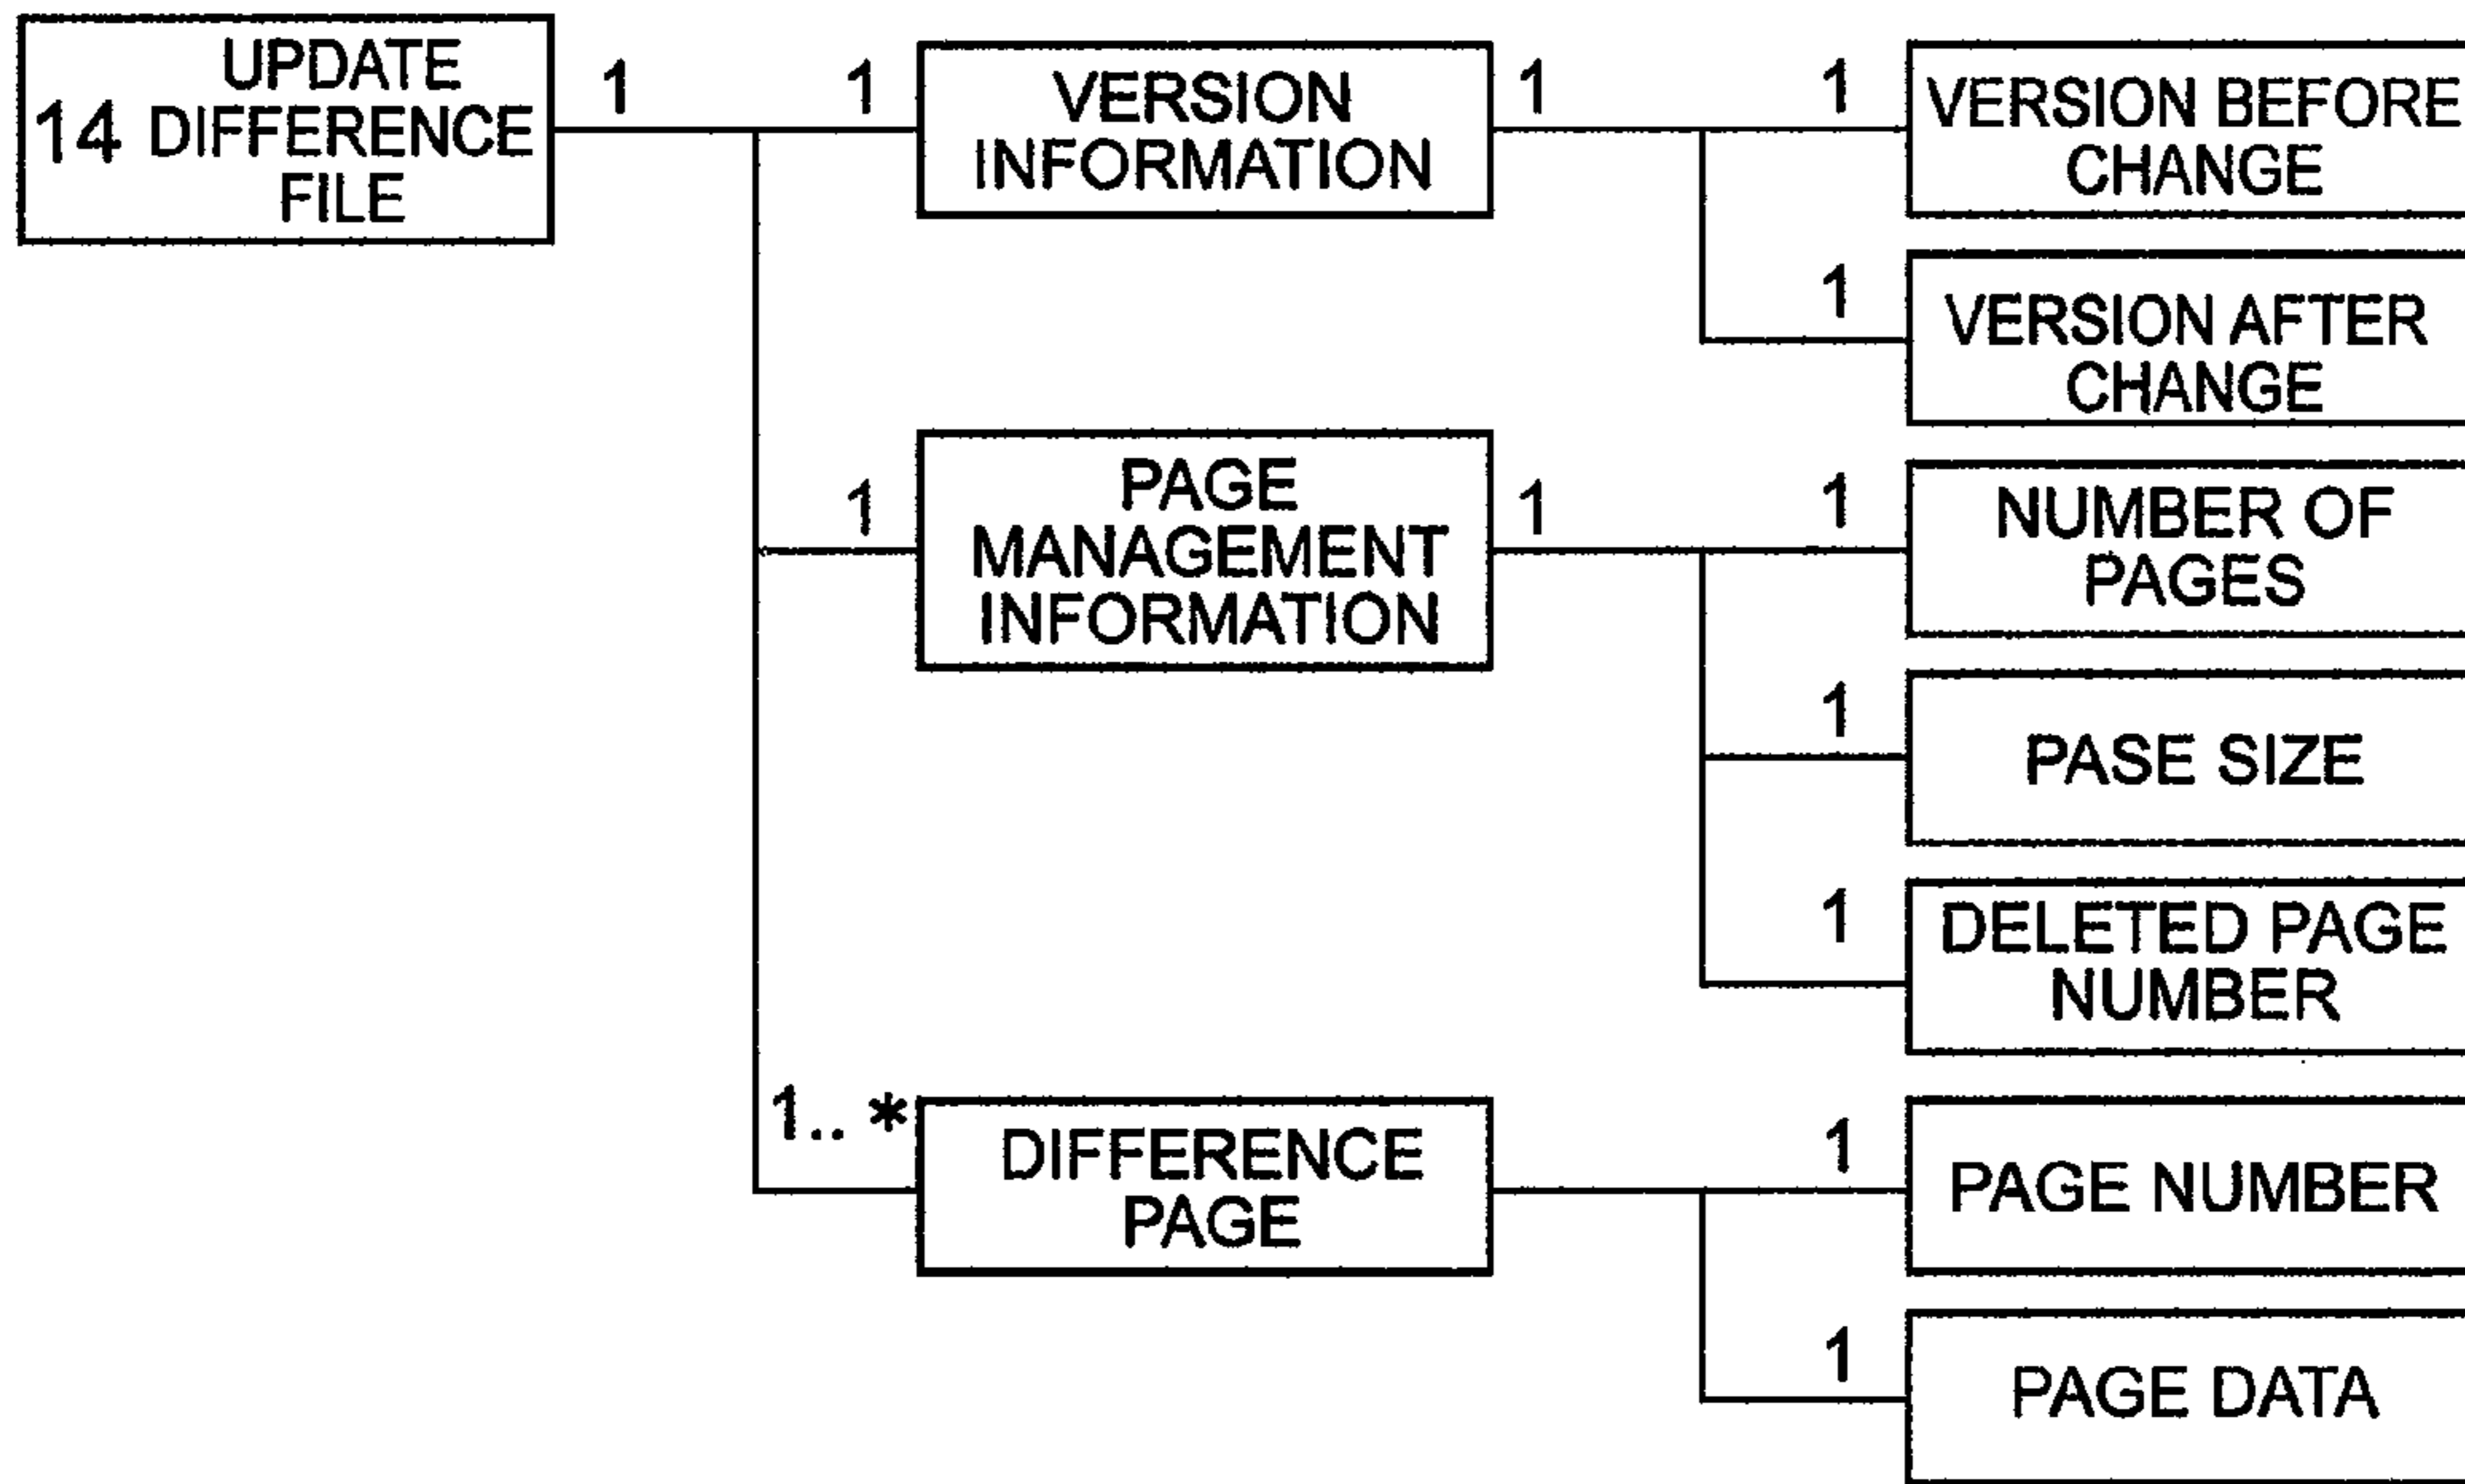 UPDATE
14 DIFFERENCE
FILE
1
1
VERSION
INFORMATION
1
1
VERSION BEFORE
CHANGE
1
VERSION AFTER
CHANGE
1
PAGE
MANAGEMENT
INFORMATION
1
1
NUMBER OF
PAGES
1
PASE SIZE
1
DELETED PAGE
NUMBER
1.. *
DIFFERENCE
PAGE
1
PAGE NUMBER
1
PAGE DATA